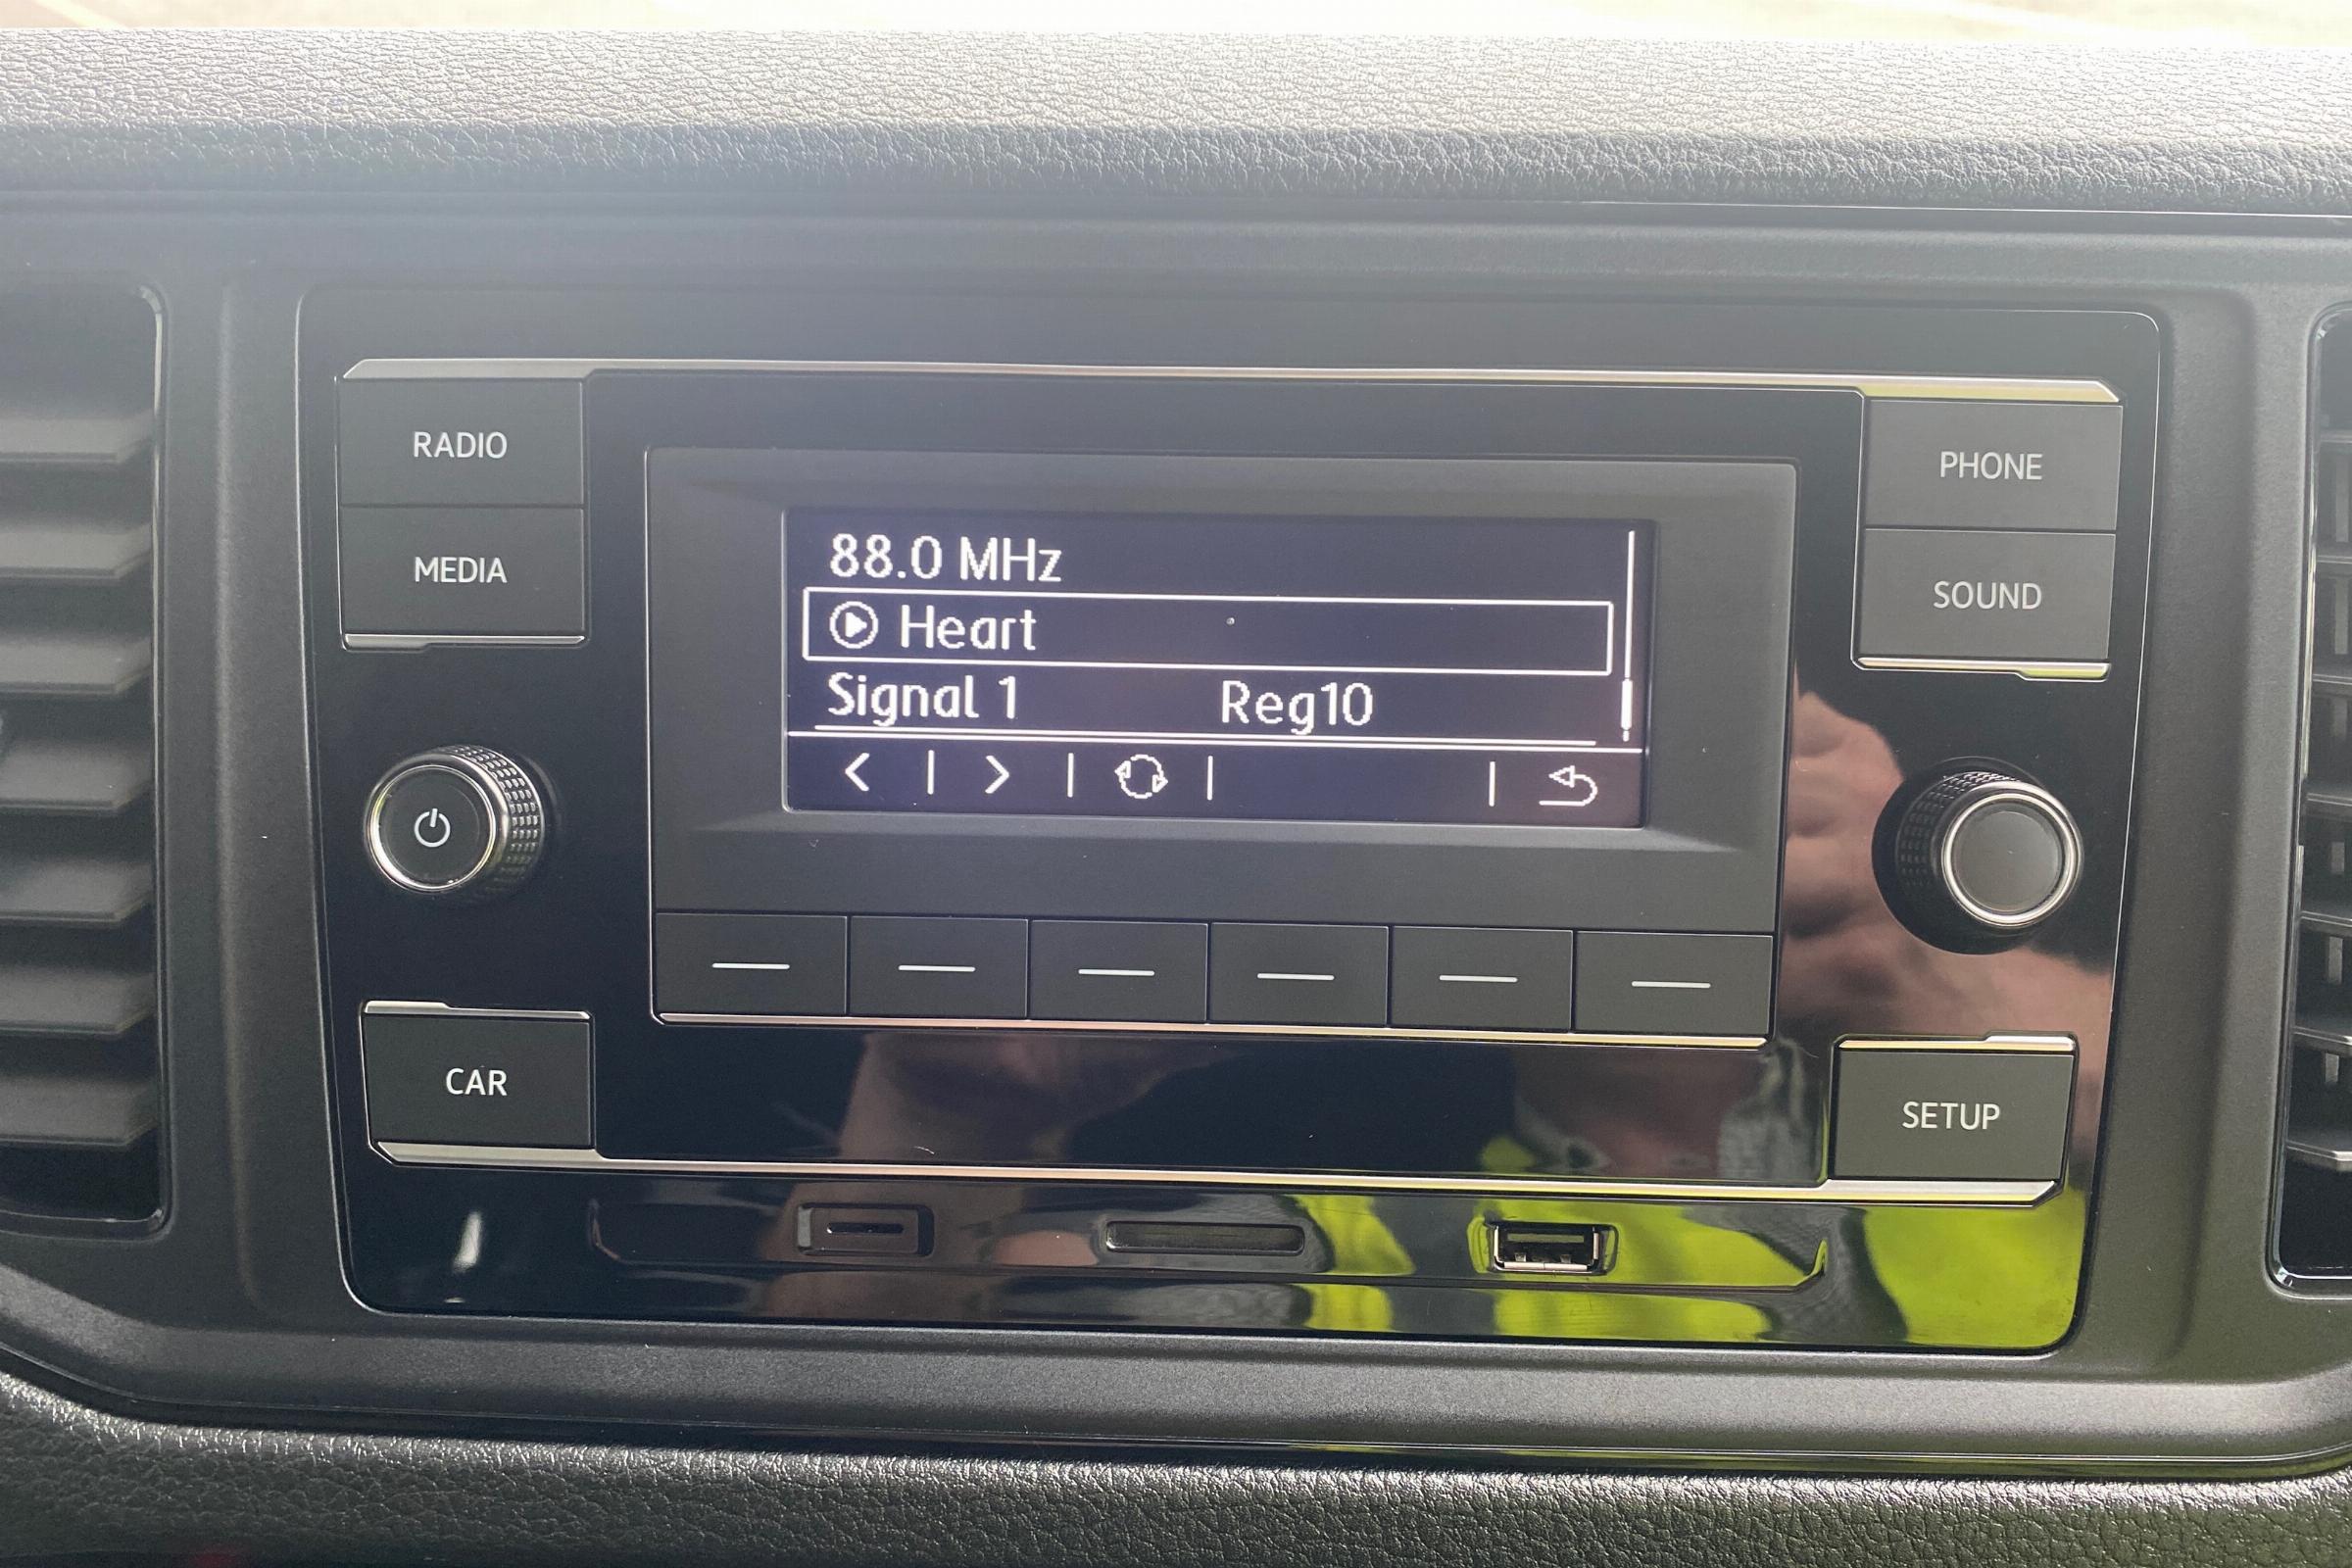 RADIO
MEDIA
PHONE
SOUND
88.0 MHz
Heart
Signal 1 Reg10
CAR
SETUP